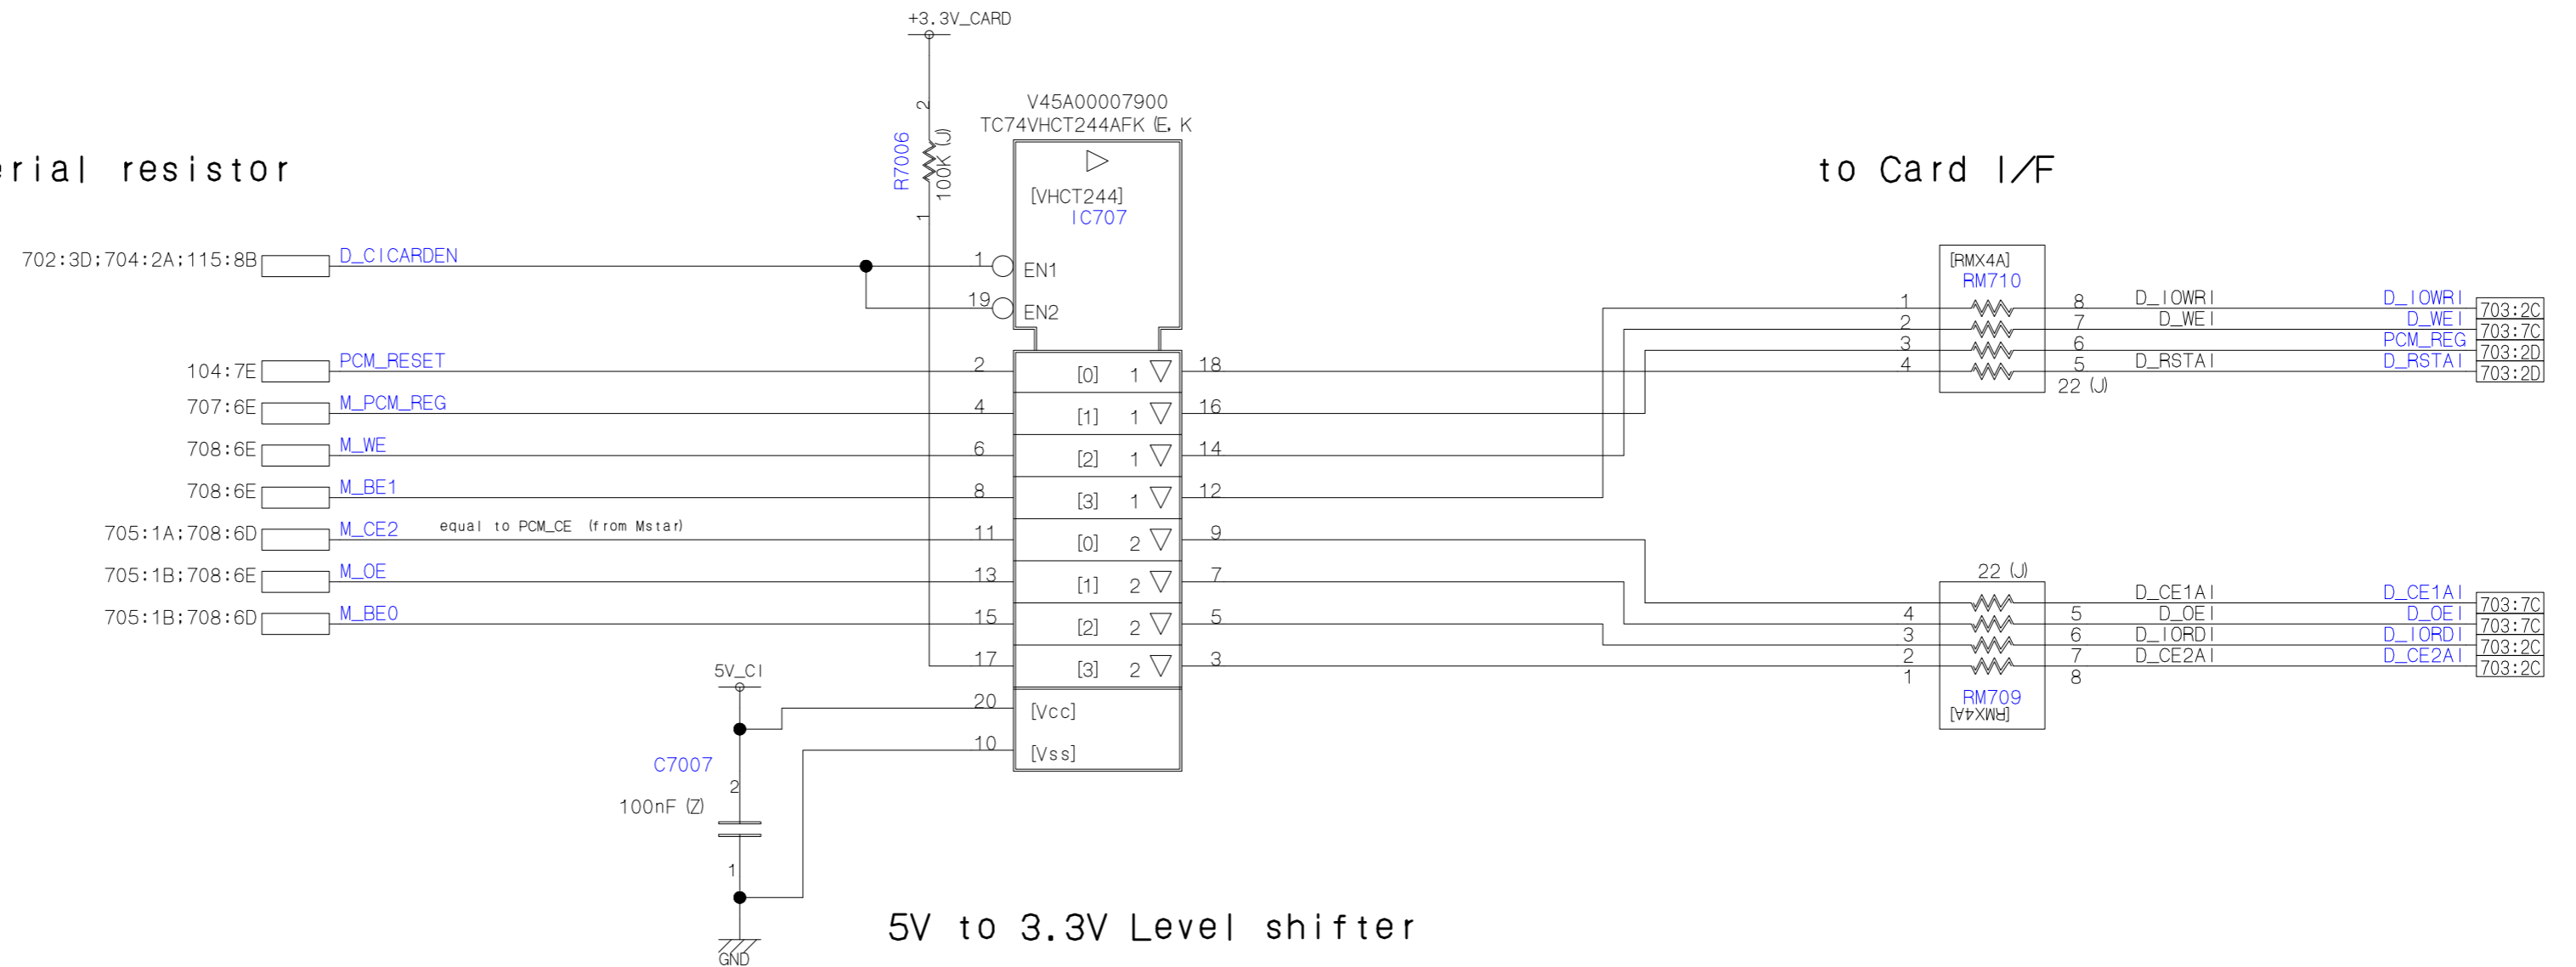 +3.3V_CARD
V45A00007900
TC74VHCT244AFK (E, K
erial resistor
to Card I/F
2
R7006
100K (J)
1
[VHCT244]
IC707
702:3D;704:2A;115:8B D_CICARDEN 1 EN1
19 EN2
[RMX4A]
RM710
1 8 D_IOWRI D_IOWRI 703:2C
2 7 D_WEI D_WEI 703:7C
3 6 PCM_REG 703:2D
4 5 D_RSTAI D_RSTAI 703:2D
22 (J)
104:7E PCM_RESET 2 [0] 1 18
707:6E M_PCM_REG 4 [1] 1 16
708:6E M_WE 6 [2] 1 14
708:6E M_BE1 8 [3] 1 12
705:1A;708:6D M_CE2 equal to PCM_CE (from Mstar) 11 [0] 2 9
705:1B;708:6E M_OE 13 [1] 2 7
705:1B;708:6D M_BE0 15 [2] 2 5
17 [3] 2 3
22 (J)
D_CE1AI D_CE1AI 703:7C
4 5 D_OEI D_OEI 703:7C
3 6 D_IORDI D_IORDI 703:2C
2 7 D_CE2AI D_CE2AI 703:2C
1 8
RM709
[RMX4A]
5V_CI
20 [Vcc]
10 [Vss]
C7007
2
100nF (Z)
1
GND
5V to 3.3V Level shifter